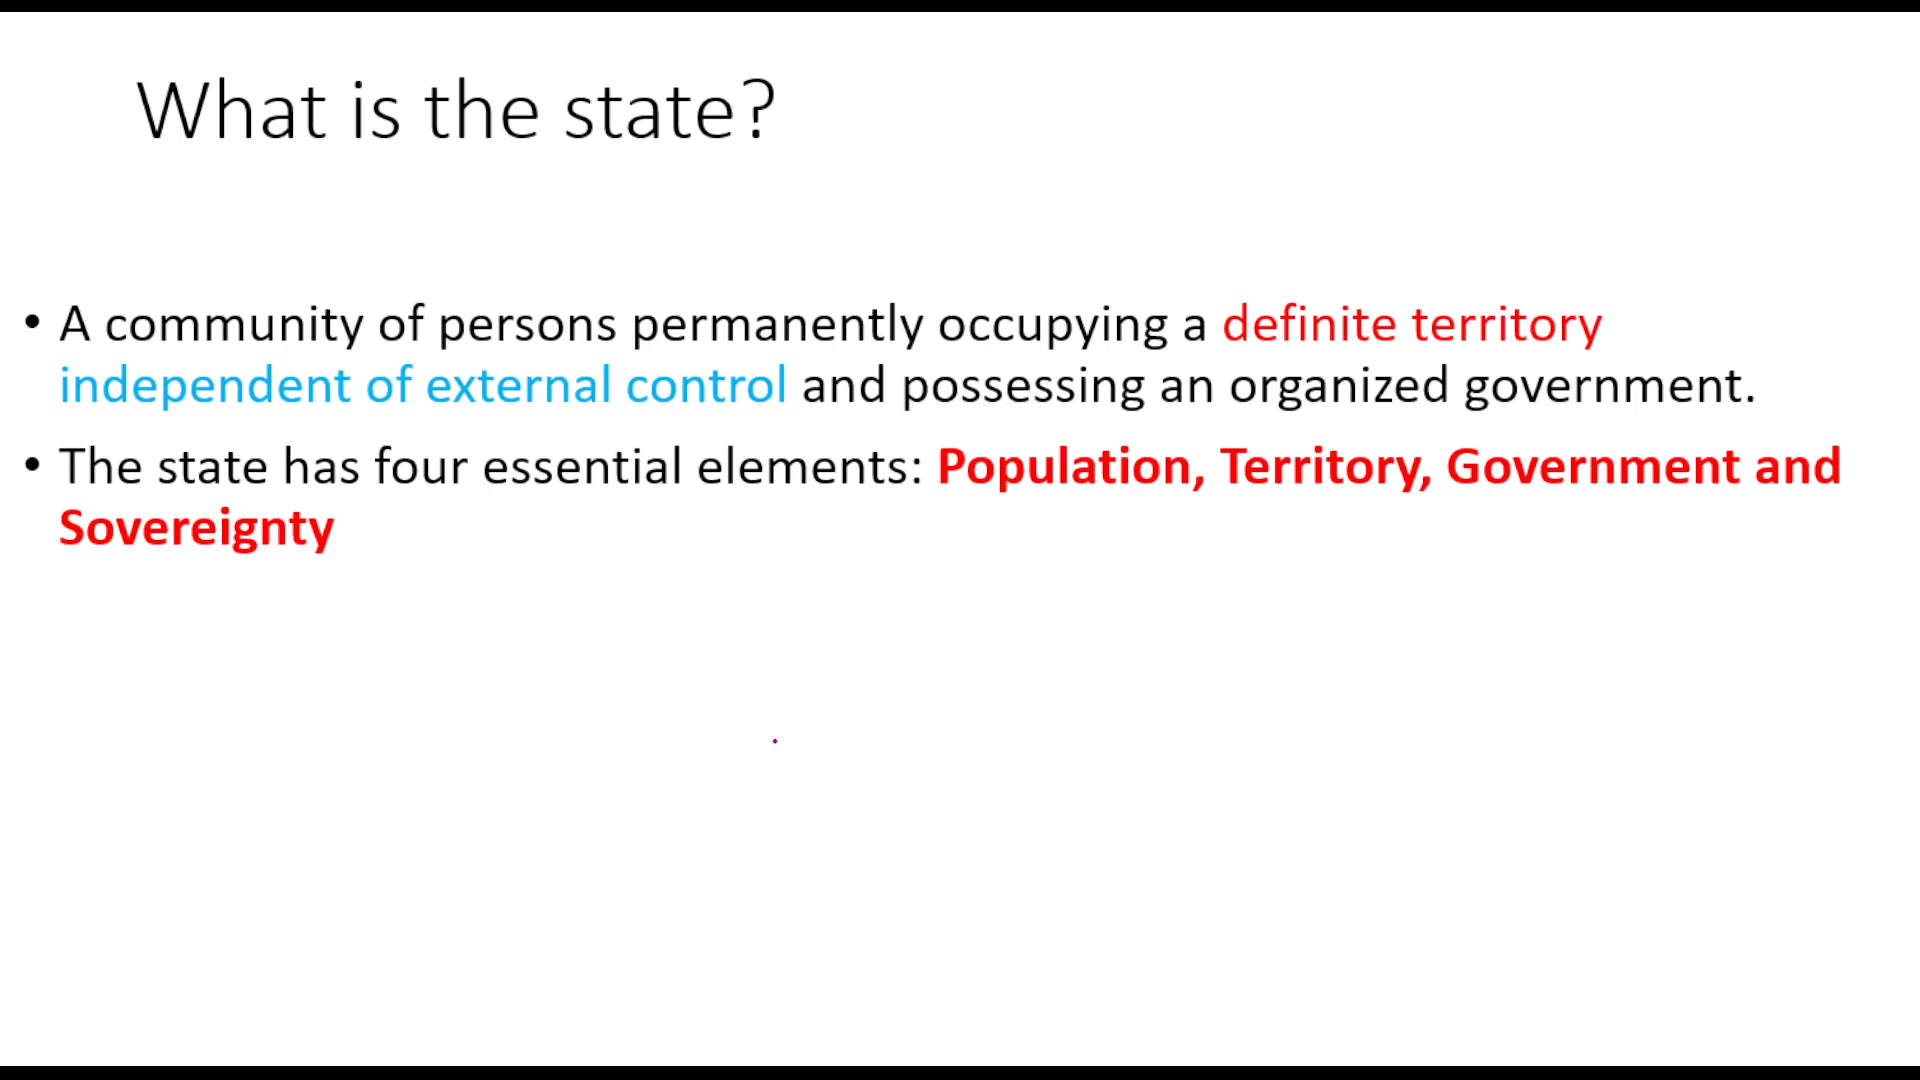 What is the state?
• A community of persons permanently occupying a definite territory
independent of external control and possessing an organized government.
• The state has four essential elements: Population, Territory, Government and
Sovereignty